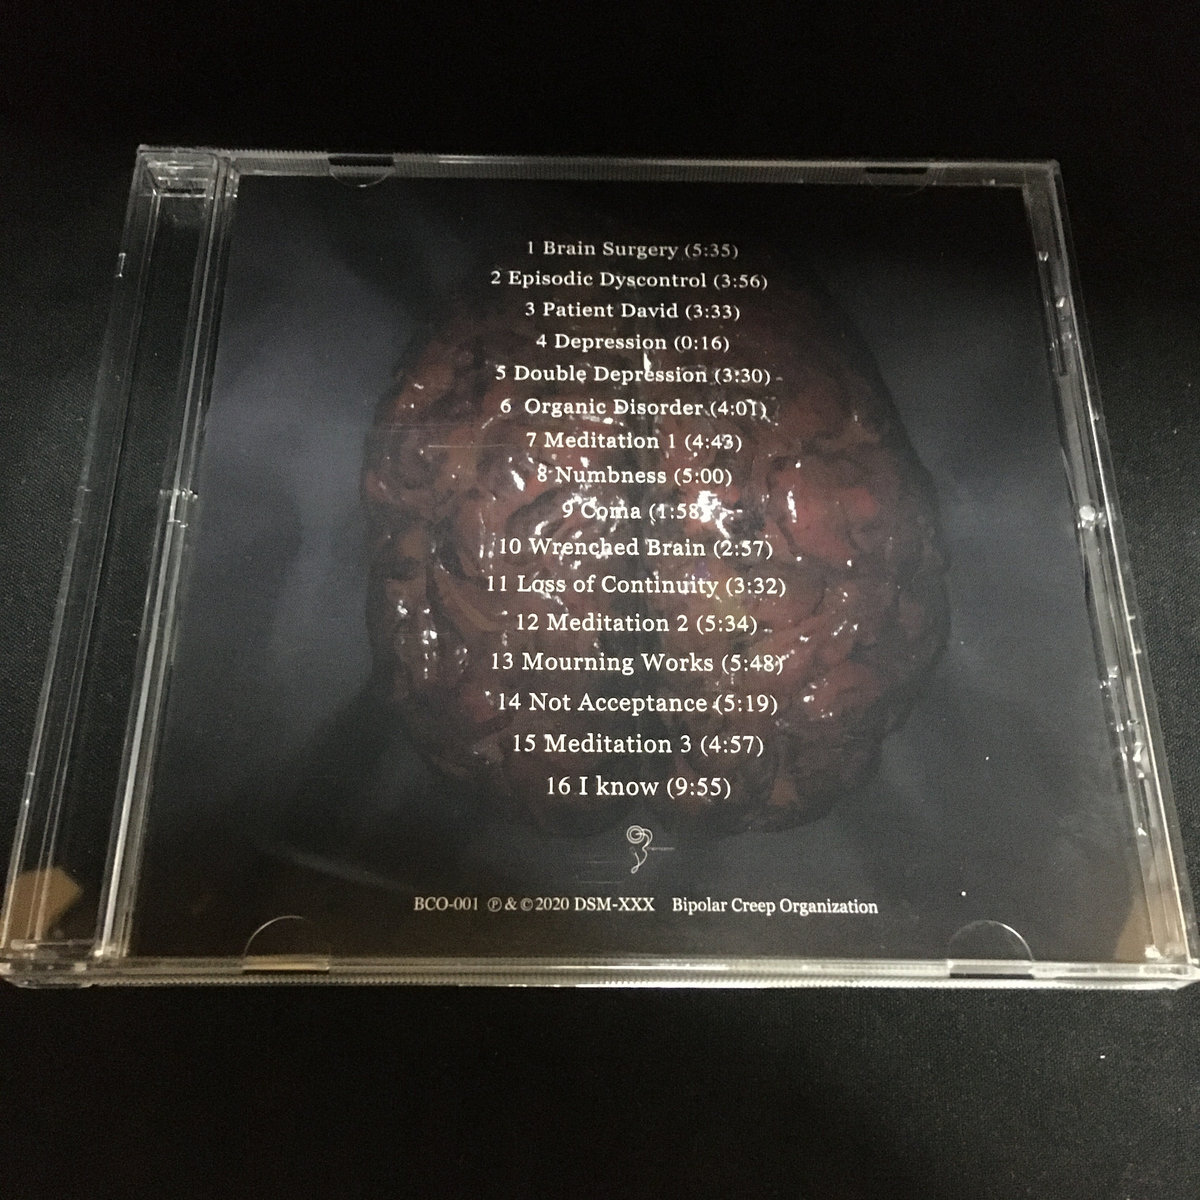 1 Brain Surgery (5:35)
2 Episodic Dyscontrol (3:56)
3 Patient David (3:33)
4 Depression (0:16)
5 Double Depression (3:30)
6 Organic Disorder (4:01)
7 Meditation 1 (4:43)
8 Numbness (5:00)
9 Coma (1:58)
10 Wrenched Brain (2:57)
11 Loss of Continuity (3:32)
12 Meditation 2 (5:34)
13 Mourning Works (5:48)
14 Not Acceptance (5:19)
15 Meditation 3 (4:57)
16 I know (9:55)
BCO-001 ℗ & © 2020 DSM-XXX Bipolar Creep Organization